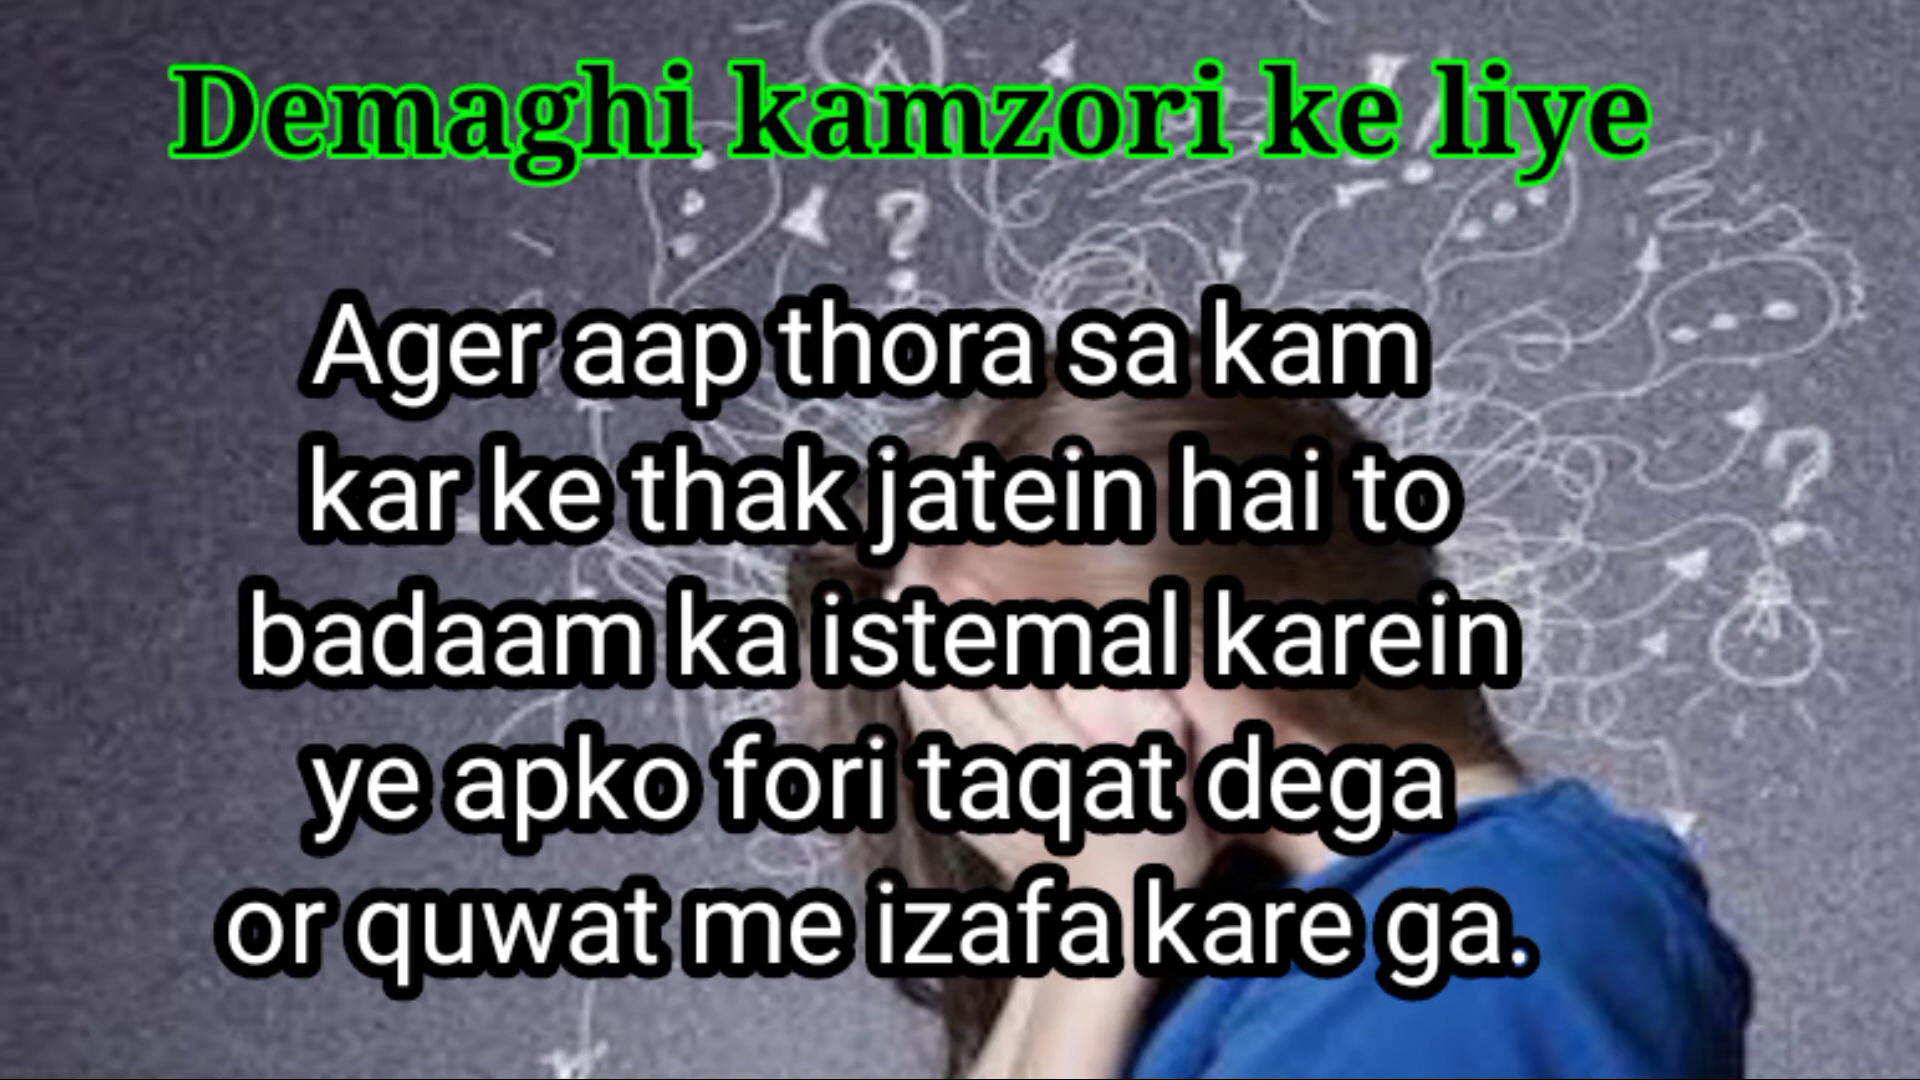 Demaghi kamzori ke liye
Ager aap thora sa kam
kar ke thak jatein hai to
badaam ka istemal karein
ye apko fori taqat dega
or quwat me izafa kare ga.